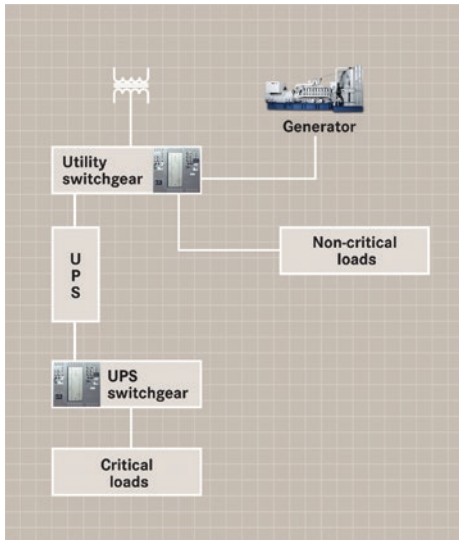 Generator
Utility
switchgear
Non-critical
loads
U
P
S
UPS
switchgear
Critical
loads